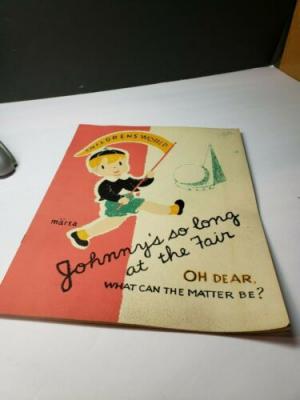 CHILDRENS WORLD
märta
Johnny's so long
at the Fair
OH DEAR,
WHAT CAN THE MATTER BE?